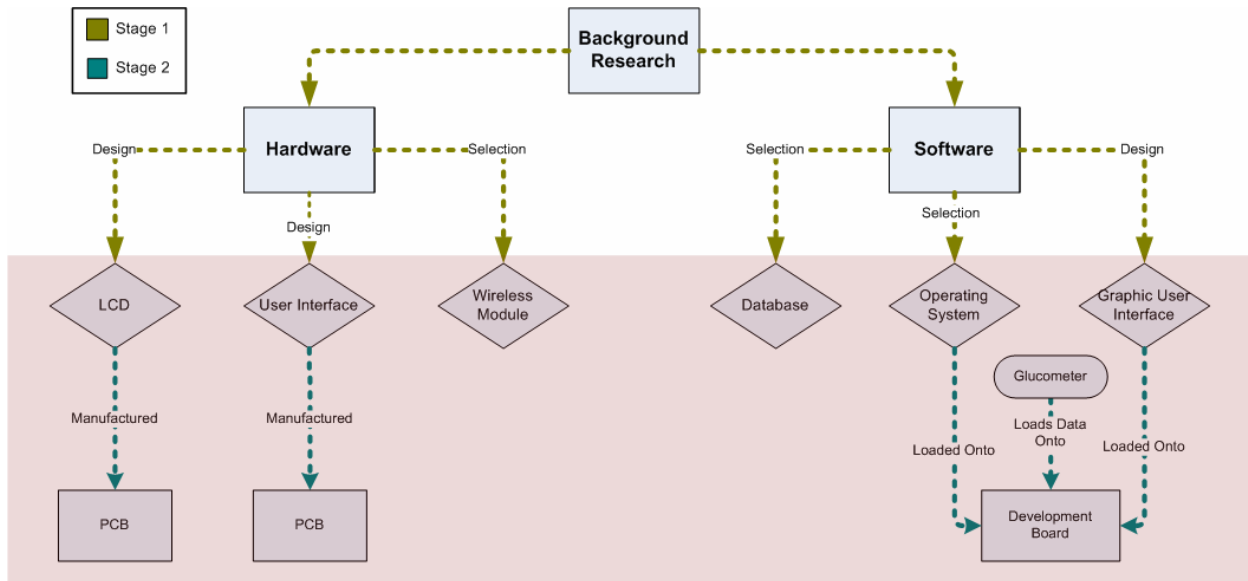 Stage 1
Stage 2
Background
Research
Hardware
Software
Design
Selection
Selection
Design
Design
Selection
LCD
User Interface
Wireless
Module
Database
Operating
System
Graphic User
Interface
Glucometer
Manufactured
Manufactured
Loaded Onto
Loads Data
Onto
Loaded Onto
PCB
PCB
Development
Board